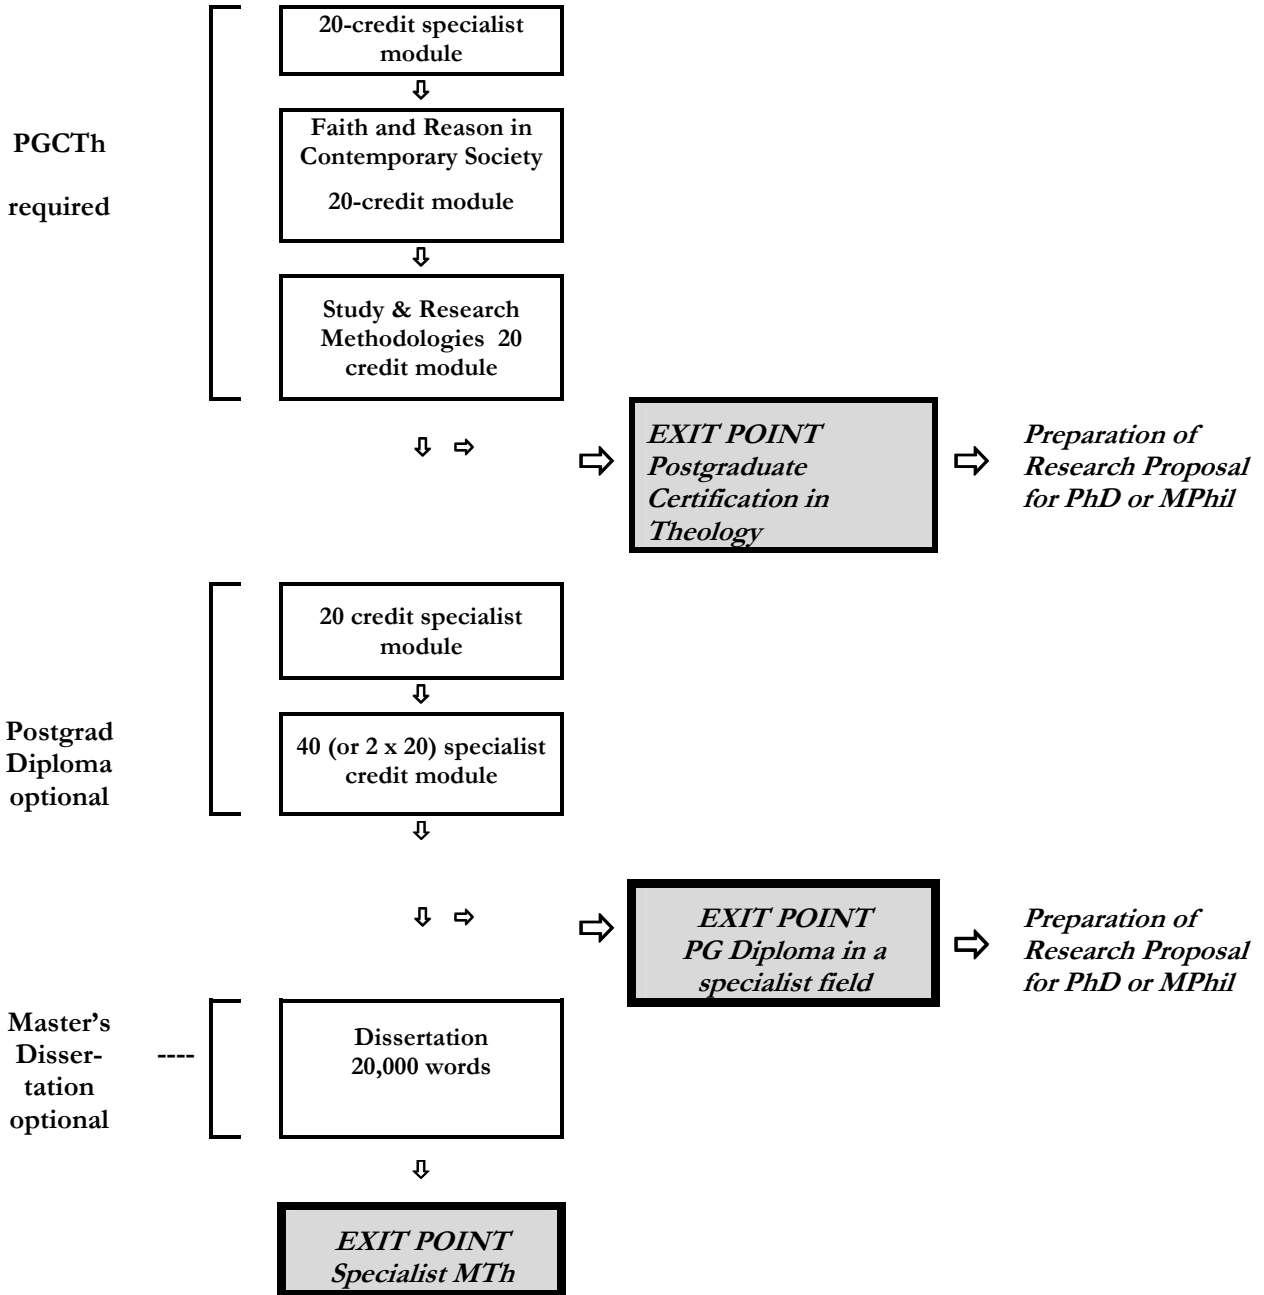 20-credit specialist
module
PGCTh
required
Faith and Reason in
Contemporary Society
20-credit module
Study & Research
Methodologies 20
credit module
EXIT POINT
Postgraduate
Certification in
Theology
Preparation of
Research Proposal
for PhD or MPhil
20 credit specialist
module
Postgrad
Diploma
optional
40 (or 2 x 20) specialist
credit module
EXIT POINT
PG Diploma in a
specialist field
Preparation of
Research Proposal
for PhD or MPhil
Master’s
Disser-
tation
optional
----
Dissertation
20,000 words
EXIT POINT
Specialist MTh